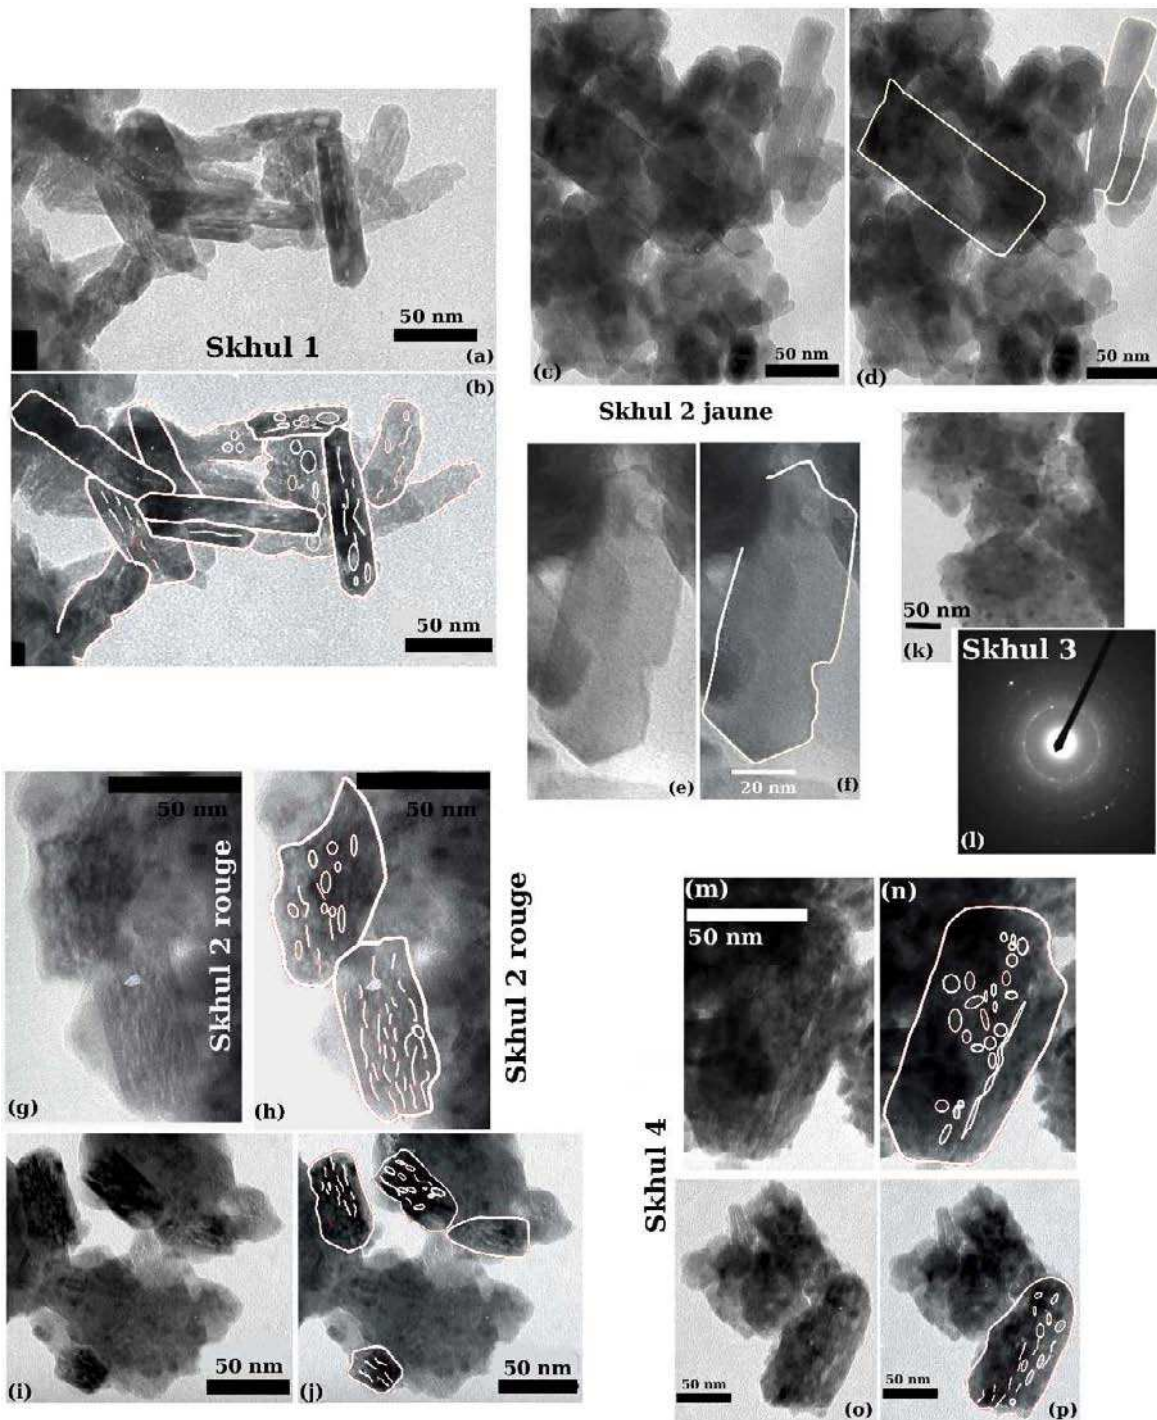 50 nm
Skhul 1
(a)
(b)
50 nm
(c)
50 nm
(d)
50 nm
Skhul 2 jaune
(e)
20 nm
(f)
50 nm
(k)
Skhul 3
(l)
50 nm
Skhul 2 rouge
(g)
50 nm
(h)
Skhul 2 rouge
(i)
50 nm
(j)
50 nm
(m)
50 nm
(n)
Skhul 4
50 nm
(o)
50 nm
(p)